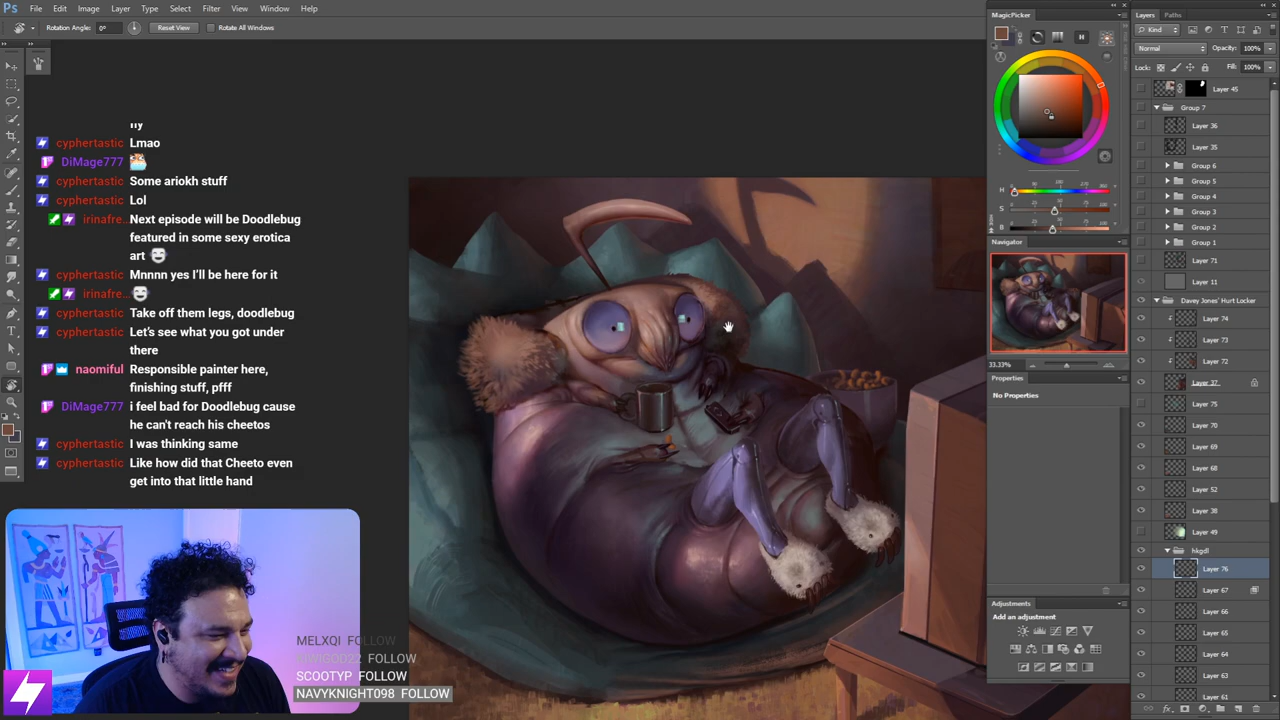 Ps File Edit Image Layer Type Select Filter View Window Help
Rotation Angle: 0° Reset View Rotate All Windows
cyphertastic Lmao
DiMage777
cyphertastic Some ariokh stuff
cyphertastic Lol
irinafre.. Next episode will be Doodlebug
featured in some sexy erotica
art
cyphertastic Mnnnn yes I'll be here for it
irinafre..
cyphertastic Take off them legs, doodlebug
cyphertastic Let's see what you got under
there
naomiful Responsible painter here,
finishing stuff, pfff
DiMage777 i feel bad for Doodlebug cause
he can't reach his cheetos
cyphertastic I was thinking same
cyphertastic Like how did that Cheeto even
get into that little hand
MELXQI FOLLOW
FOLLOW
SCOOTYP FOLLOW
NAVYKNIGHT098 FOLLOW
MagicPicker
H
H
S
B
Navigator
33.33%
Properties
No Properties
Adjustments
Add an adjustment
Layers Paths
Kind
Normal Opacity: 100%
Lock: Fill: 100%
Layer 45
Group 7
Layer 36
Layer 35
Group 6
Group 5
Group 4
Group 3
Group 2
Group 1
Layer 71
Layer 11
Davey Jones' Hurt Locker
Layer 74
Layer 73
Layer 72
Layer 37
Layer 75
Layer 70
Layer 69
Layer 68
Layer 52
Layer 38
Layer 49
hkgdl
Layer 76
Layer 67
Layer 66
Layer 65
Layer 64
Layer 63
Layer 61
fx